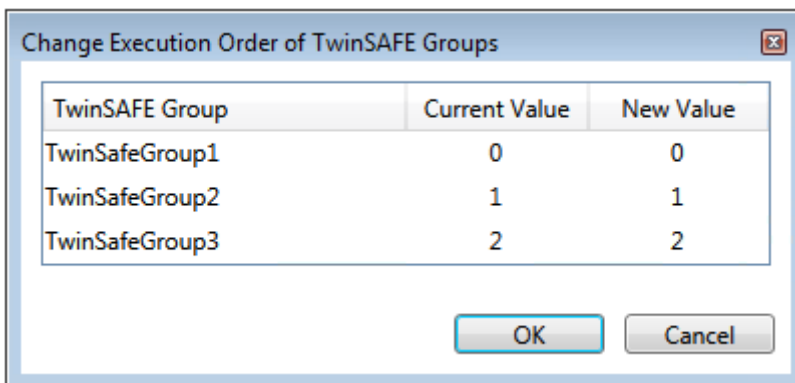 Change Execution Order of TwinSAFE Groups
TwinSAFE Group Current Value New Value
TwinSafeGroup1 0 0
TwinSafeGroup2 1 1
TwinSafeGroup3 2 2
OK Cancel